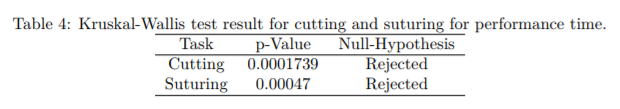 Table 4: Kruskal-Wallis test result for cutting and suturing for performance time.
Task p-Value Null-Hypothesis
Cutting 0.0001739 Rejected
Suturing 0.00047 Rejected